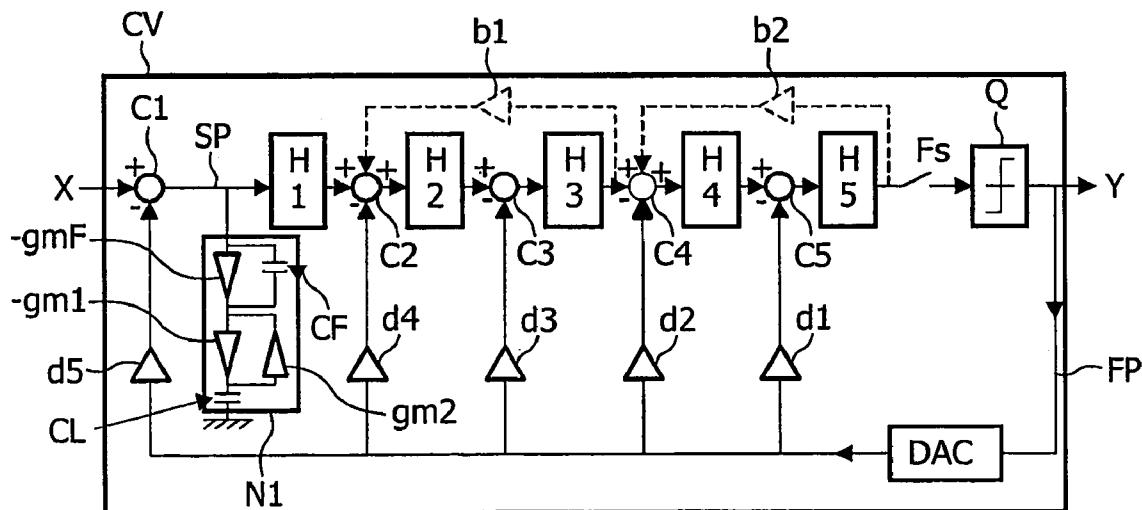 CV
b1
b2
C1
SP
Q
Fs
X
+
-
H
1
+
-
+
H
2
+
-
C2
H
3
C3
+
-
+
C4
H
4
+
-
C5
H
5
Y
-gmF
-gm1
CF
d5
d4
d3
d2
d1
FP
CL
gm2
N1
DAC